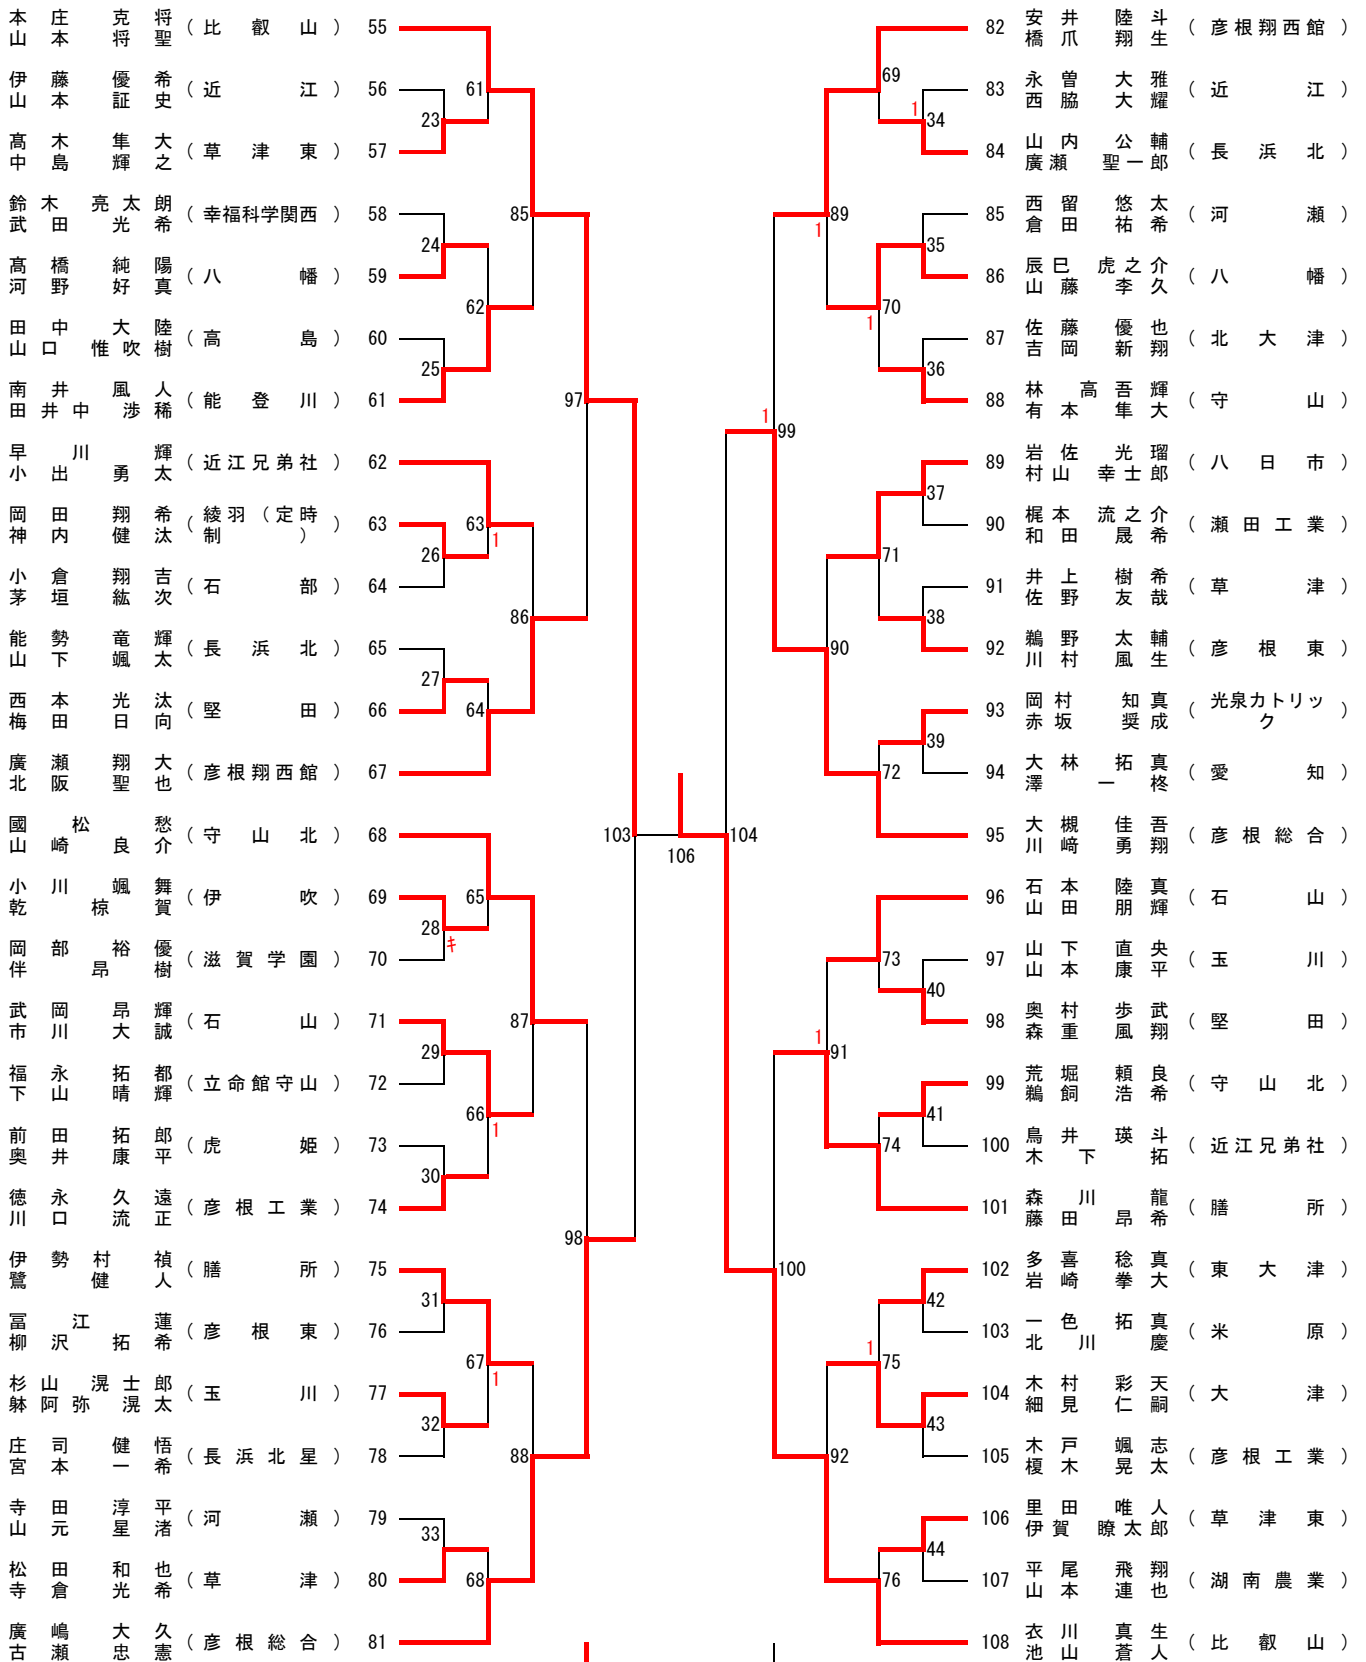 本庄克将
山本将聖 (比叡山) 55
伊藤優希
山本証史 (近江) 56
髙木隼大
中島輝之 (草津東) 57
鈴木亮太朗
武田光希 (幸福科学関西) 58
髙橋純陽
河野好真 (八幡) 59
田中大陸
山口惟吹樹 (高島) 60
南井風人
田井中渉稀 (能登川) 61
早川輝
小出勇太 (近江兄弟社) 62
岡田翔希
神内健汰 (綾羽(定時制)) 63
小倉翔吉
茅垣紘次 (石部) 64
能勢竜輝
山下颯太 (長浜北) 65
西本光汰
梅田日向 (堅田) 66
廣瀬翔大
北阪聖也 (彦根翔西館) 67
國松愁
山崎良介 (守山北) 68
小川颯舞
乾椋賀 (伊吹) 69
岡部裕優
伴昂樹 (滋賀学園) 70
武岡昂輝
市川大誠 (石山) 71
福永拓都
下山晴輝 (立命館守山) 72
前田拓郎
奥井康平 (虎姫) 73
徳永久遠
川口流正 (彦根工業) 74
伊勢村禎
鷺健人 (膳所) 75
冨江蓮
柳沢拓希 (彦根東) 76
杉山滉士郎
躰阿弥滉太 (玉川) 77
庄司健悟
宮本一希 (長浜北星) 78
寺田淳平
山元星渚 (河瀬) 79
松田和也
寺倉光希 (草津) 80
廣嶋大久
古瀬忠憲 (彦根総合) 81
61
23
85
24
62
25
97
63
1
26
86
27
64
103
65
28
キ
87
29
66
1
30
98
31
67
1
32
88
33
68
106
82 安井陸斗
橋爪翔生 (彦根翔西館)
83 永曽大雅
西脇大耀 (近江)
84 山内公輔
廣瀬聖一郎 (長浜北)
85 西留悠太
倉田祐希 (河瀬)
86 辰巳虎之介
山藤李久 (八幡)
87 佐藤優也
吉岡新翔 (北大津)
88 林高吾輝
有本隼大 (守山)
89 岩佐光瑠
村山幸士郎 (八日市)
90 梶本流之介
和田晟希 (瀬田工業)
91 井上樹希
佐野友哉 (草津)
92 鵜野太輔
川村風生 (彦根東)
93 岡村知真
赤坂奨成 (光泉カトリック)
94 大林拓真
澤一柊 (愛知)
95 大槻佳吾
川﨑勇翔 (彦根総合)
96 石本陸真
山田朋輝 (石山)
97 山下直央
山本康平 (玉川)
98 奥村歩武
森重風翔 (堅田)
99 荒堀頼良
鵜飼浩希 (守山北)
100 鳥井瑛斗
木下拓 (近江兄弟社)
101 森川龍
藤田昂希 (膳所)
102 多喜稔真
岩崎拳大 (東大津)
103 一色拓真
北川慶 (米原)
104 木村彩天
細見仁嗣 (大津)
105 木戸颯志
榎木晃太 (彦根工業)
106 里田唯人
伊賀瞭太郎 (草津東)
107 平尾飛翔
山本連也 (湖南農業)
108 衣川真生
池山蒼人 (比叡山)
69
1
34
89
1
35
70
1
36
1
99
37
71
38
90
39
72
104
73
40
1
91
41
74
100
42
1
75
43
92
44
76